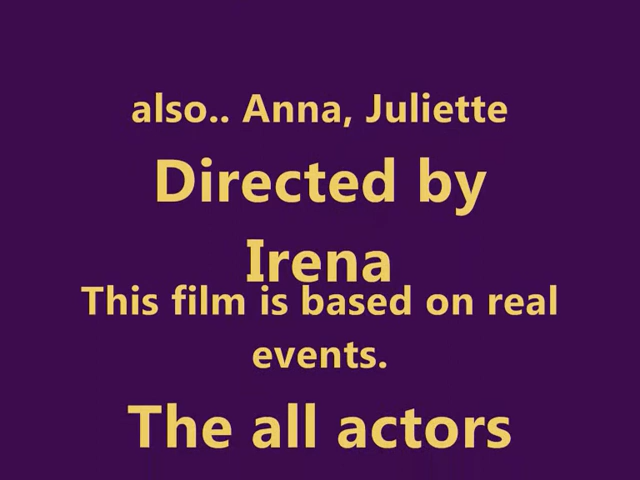 also.. Anna, Juliette
Directed by
Irena
This film is based on real
events.
The all actors